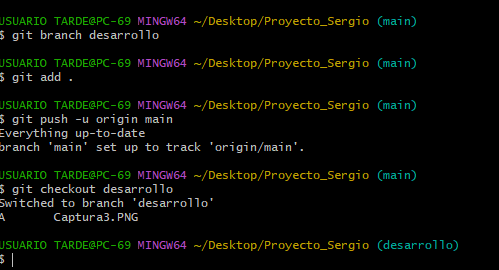 USUARIO TARDE@PC-69 MINGW64 ~/Desktop/Proyecto_Sergio (main)
$ git branch desarrollo
USUARIO TARDE@PC-69 MINGW64 ~/Desktop/Proyecto_Sergio (main)
$ git add .
USUARIO TARDE@PC-69 MINGW64 ~/Desktop/Proyecto_Sergio (main)
$ git push -u origin main
Everything up-to-date
branch 'main' set up to track 'origin/main'.
USUARIO TARDE@PC-69 MINGW64 ~/Desktop/Proyecto_Sergio (main)
$ git checkout desarrollo
Switched to branch 'desarrollo'
A       Captura3.PNG
USUARIO TARDE@PC-69 MINGW64 ~/Desktop/Proyecto_Sergio (desarrollo)
$